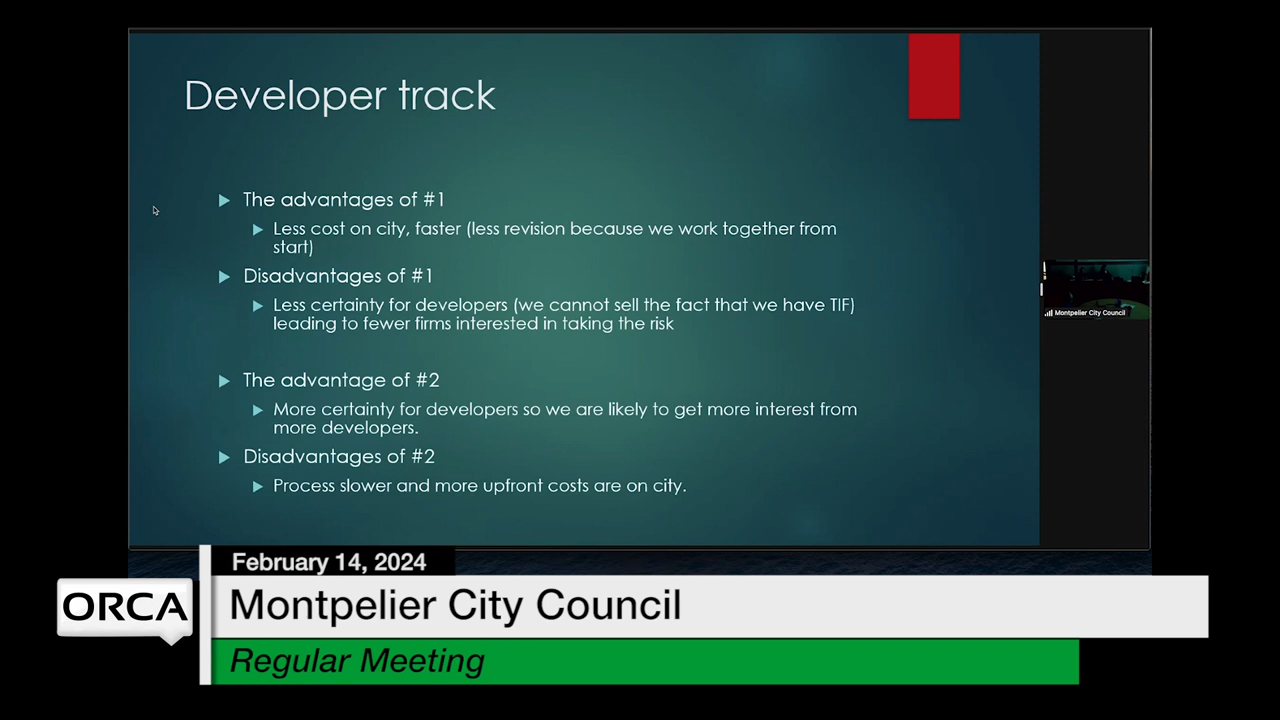 Developer track
The advantages of #1
Less cost on city, faster (less revision because we work together from
start)
Disadvantages of #1
Less certainty for developers (we cannot sell the fact that we have TIF)
leading to fewer firms interested in taking the risk
The advantage of #2
More certainty for developers so we are likely to get more interest from
more developers.
Disadvantages of #2
Process slower and more upfront costs are on city.
Montpelier City Council
February 14, 2024
ORCA
Montpelier City Council
Regular Meeting